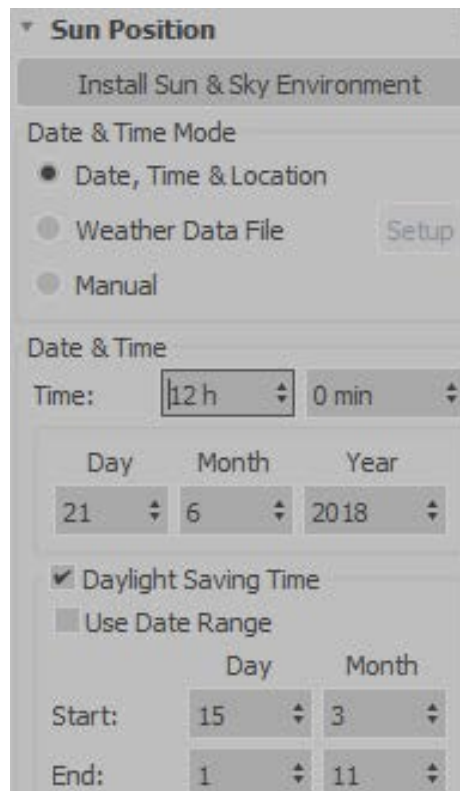 Sun Position
Install Sun & Sky Environment
Date & Time Mode
Date, Time & Location
Weather Data File Setup
Manual
Date & Time
Time: 12 h 0 min
Day Month Year
21 6 2018
Daylight Saving Time
Use Date Range
Day Month
Start: 15 3
End: 1 11